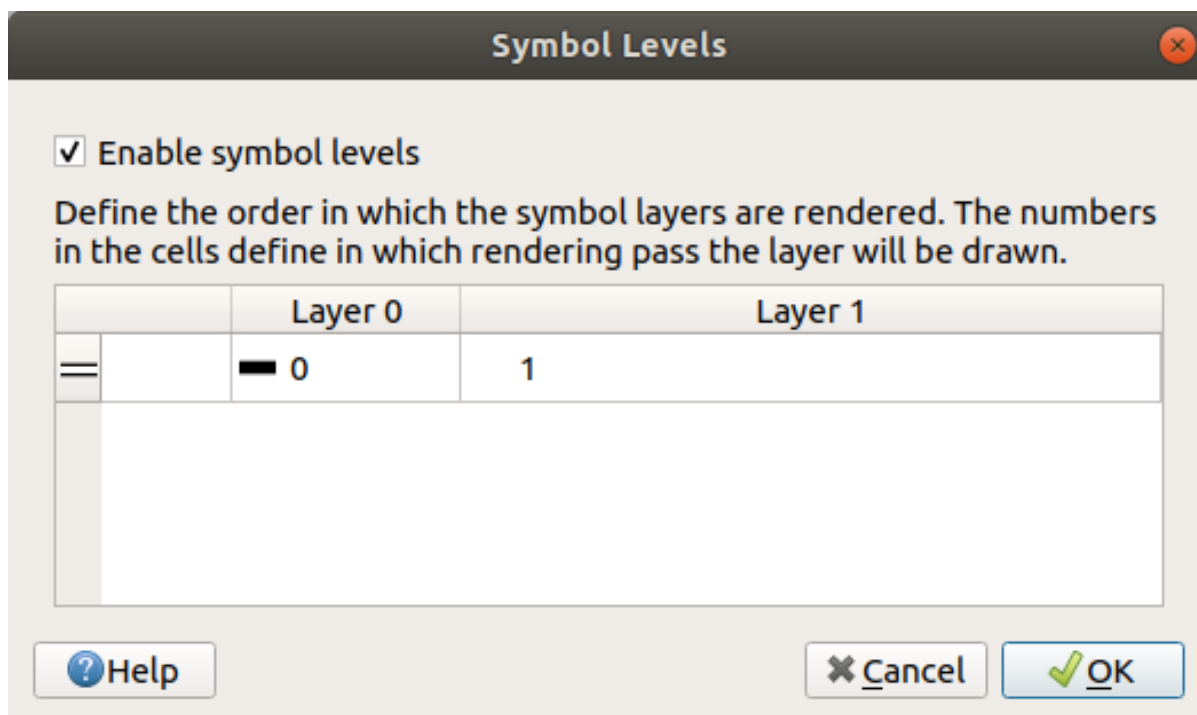 Symbol Levels
Enable symbol levels
Define the order in which the symbol layers are rendered. The numbers
in the cells define in which rendering pass the layer will be drawn.
Layer 0 Layer 1
0 1
Help Cancel OK